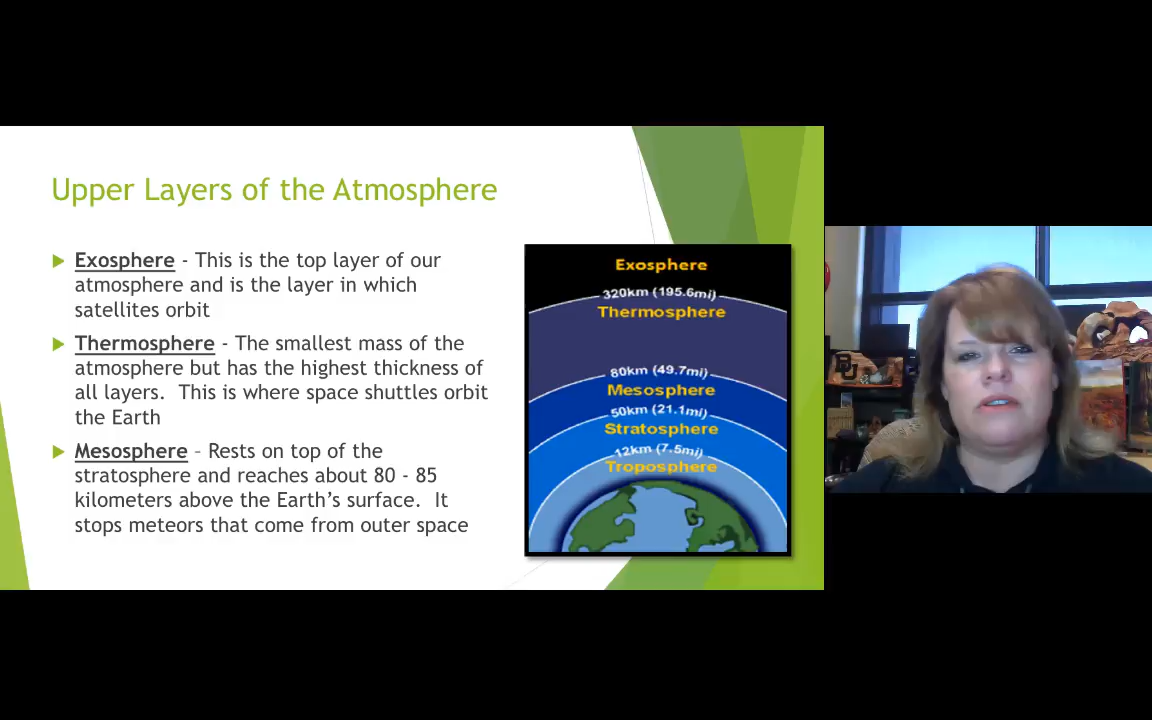 Upper Layers of the Atmosphere
Exosphere - This is the top layer of our
atmosphere and is the layer in which
satellites orbit
Thermosphere - The smallest mass of the
atmosphere but has the highest thickness of
all layers. This is where space shuttles orbit
the Earth
Mesosphere – Rests on top of the
stratosphere and reaches about 80 - 85
kilometers above the Earth's surface. It
stops meteors that come from outer space
Exosphere
320km (195.6mi)
Thermosphere
80km (49.7mi)
Mesosphere
50km (21.1mi)
Stratosphere
12km (7.5mi)
Troposphere
BU